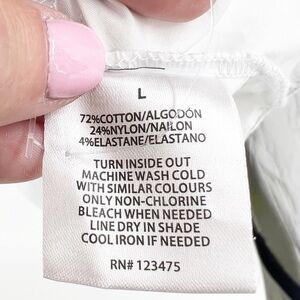 L
72%COTTON/ALGODÓN
24%NYLON/NAILON
4%ELASTANE/ELASTANO
TURN INSIDE OUT
MACHINE WASH COLD
WITH SIMILAR COLOURS
ONLY NON-CHLORINE
BLEACH WHEN NEEDED
LINE DRY IN SHADE
COOL IRON IF NEEDED
RN# 123475